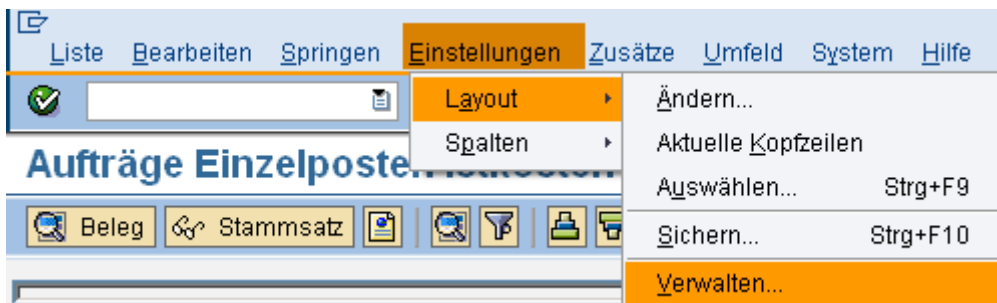 Liste Bearbeiten Springen Einstellungen Zusätze Umfeld System Hilfe
Layout
Ändern...
Spalten
Aktuelle Kopfzeilen
Aufträge Einzelposten
Auswählen... Strg+F9
Beleg Stammsatz
Sichern... Strg+F10
Verwalten...